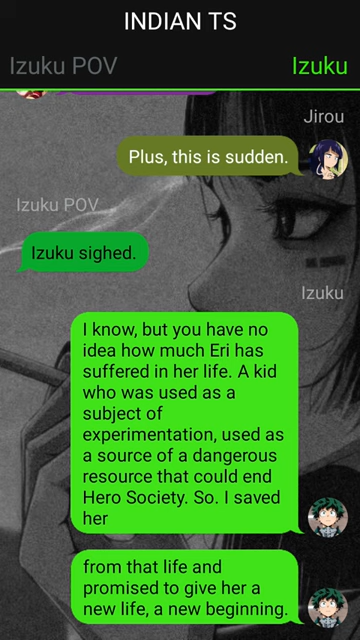 INDIAN TS
Izuku POV Izuku
Jirou
Plus, this is sudden.
Izuku POV
Izuku sighed.
Izuku
I know, but you have no
idea how much Eri has
suffered in her life. A kid
who was used as a
subject of
experimentation, used as
a source of a dangerous
resource that could end
Hero Society. So. I saved
her
from that life and
promised to give her a
new life, a new beginning.